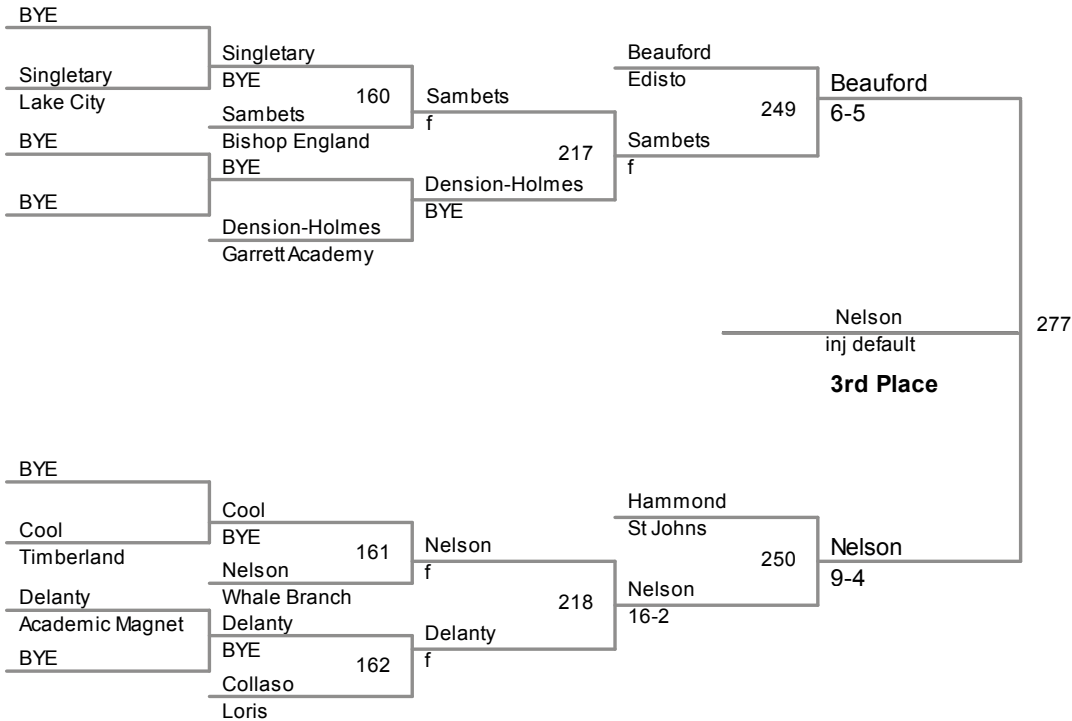 BYE
Singletary
Lake City
BYE
BYE
Singletary
BYE
160
Sambets
Bishop England
BYE
Dension-Holmes
Garrett Academy
Sambets
f
217
Dension-Holmes
BYE
Beauford
Edisto
249
Sambets
f
Beauford
6-5
Nelson
inj default
3rd Place
277
BYE
Cool
Timberland
Delanty
Academic Magnet
BYE
Cool
BYE
161
Nelson
Whale Branch
Delanty
BYE
162
Collaso
Loris
Nelson
f
218
Delanty
f
Hammond
St Johns
250
Nelson
16-2
Nelson
9-4